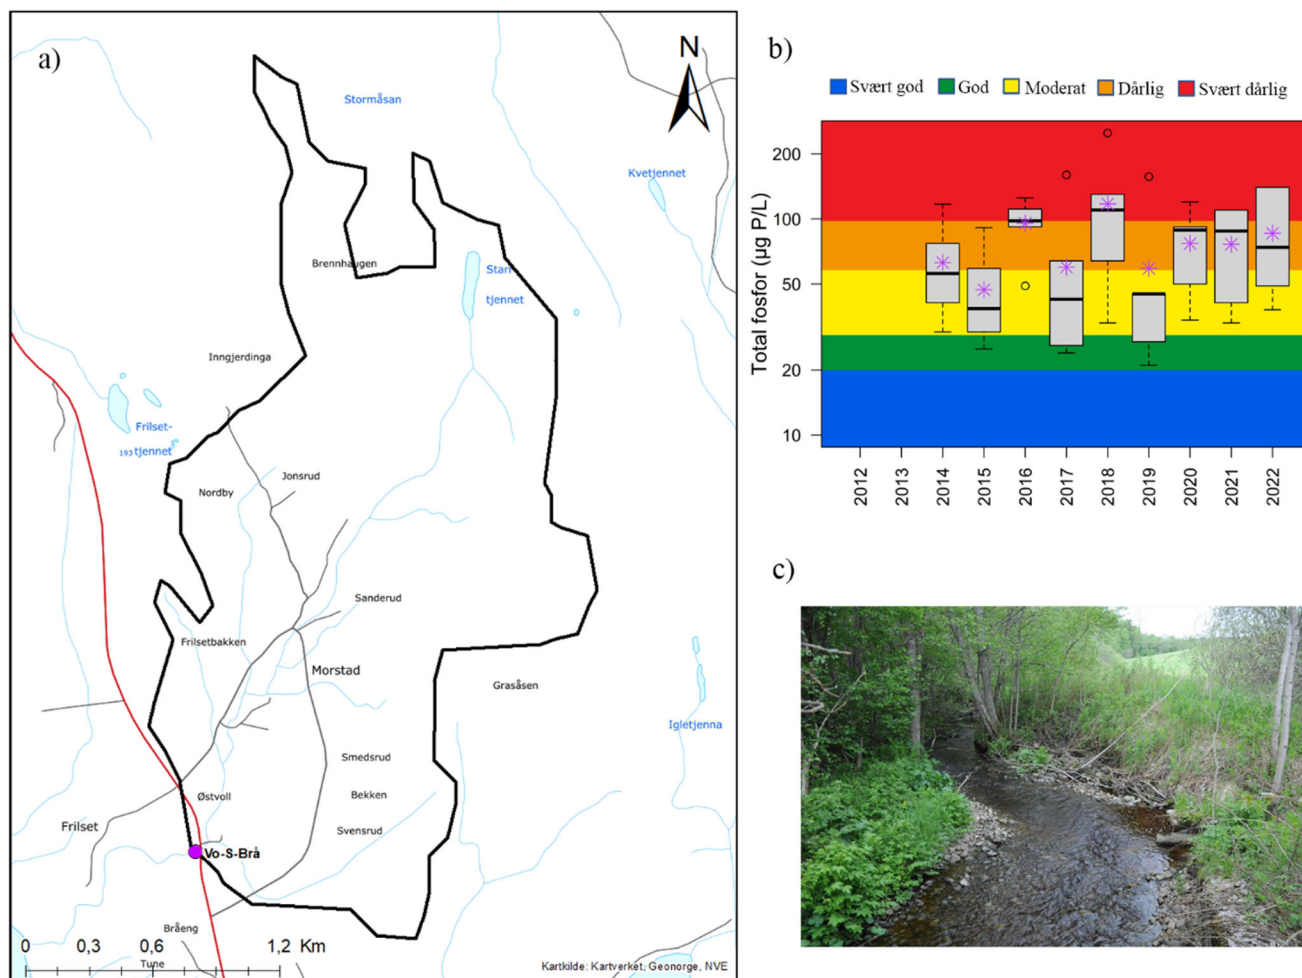 a)
N
Stormåsan
Kvetjennet
Brennhaugen
tjennet
Inngjerdinga
Frilset-
193 tjennet
Jonsrud
Nordby
Sanderud
Frilsetbakken
Morstad
Grasåsen
Igletjenna
Smedsrud
Østvoll
Bekken
Frilset
Svensrud
Vo-S-Brå
Bråeng
0 0,3 0,6 1,2 Km
Tune
Kartkilde: Kartverket, Geonorge, NVE
b)
Svært god God Moderat Dårlig Svært dårlig
Total fosfor (µg P/L)
200
100
50
20
10
2012 2013 2014 2015 2016 2017 2018 2019 2020 2021 2022
c)